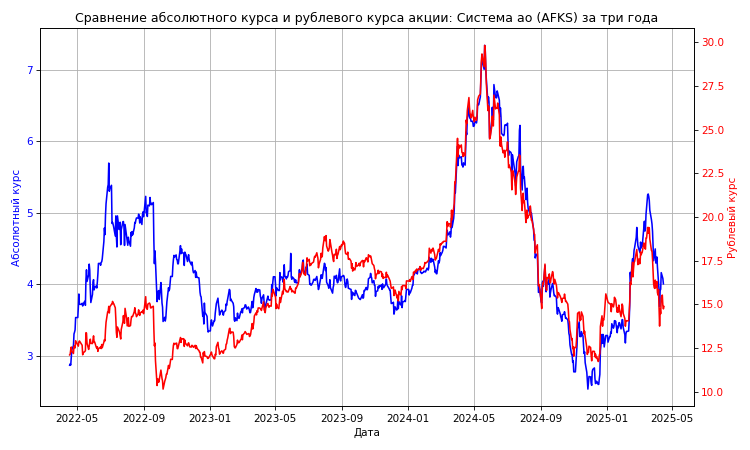 Сравнение абсолютного курса и рублевого курса акции: Система ао (AFKS) за три года
Абсолютный курс
7
6
5
4
3
Рублевый курс
30.0
27.5
25.0
22.5
20.0
17.5
15.0
12.5
10.0
2022-05 2022-09 2023-01 2023-05 2023-09 2024-01 2024-05 2024-09 2025-01 2025-05
Дата